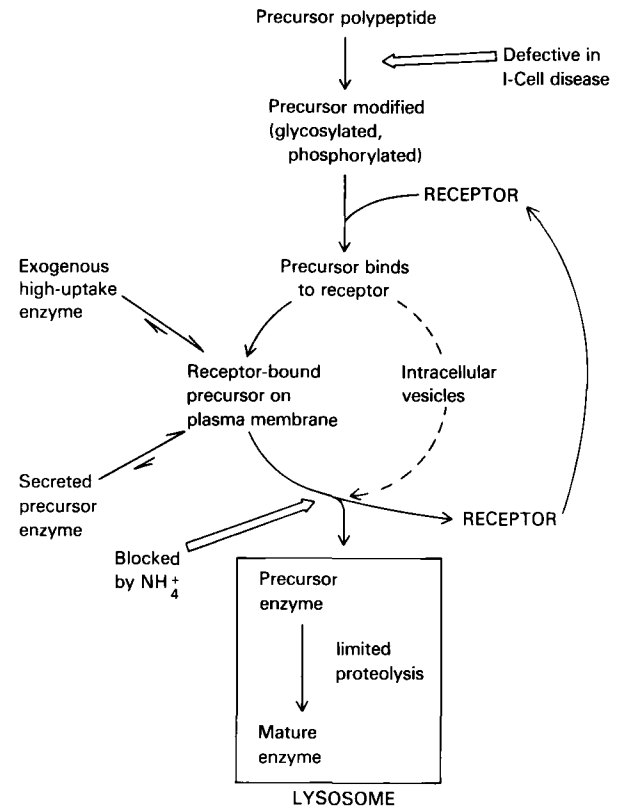 Precursor polypeptide
Defective in
I-Cell disease
Precursor modified
(glycosylated,
phosphorylated)
RECEPTOR
Precursor binds
to receptor
Exogenous
high-uptake
enzyme
Receptor-bound
precursor on
plasma membrane
Intracellular
vesicles
Secreted
precursor
enzyme
RECEPTOR
Blocked
by NH₄⁺
Precursor
enzyme
limited
proteolysis
Mature
enzyme
LYSOSOME